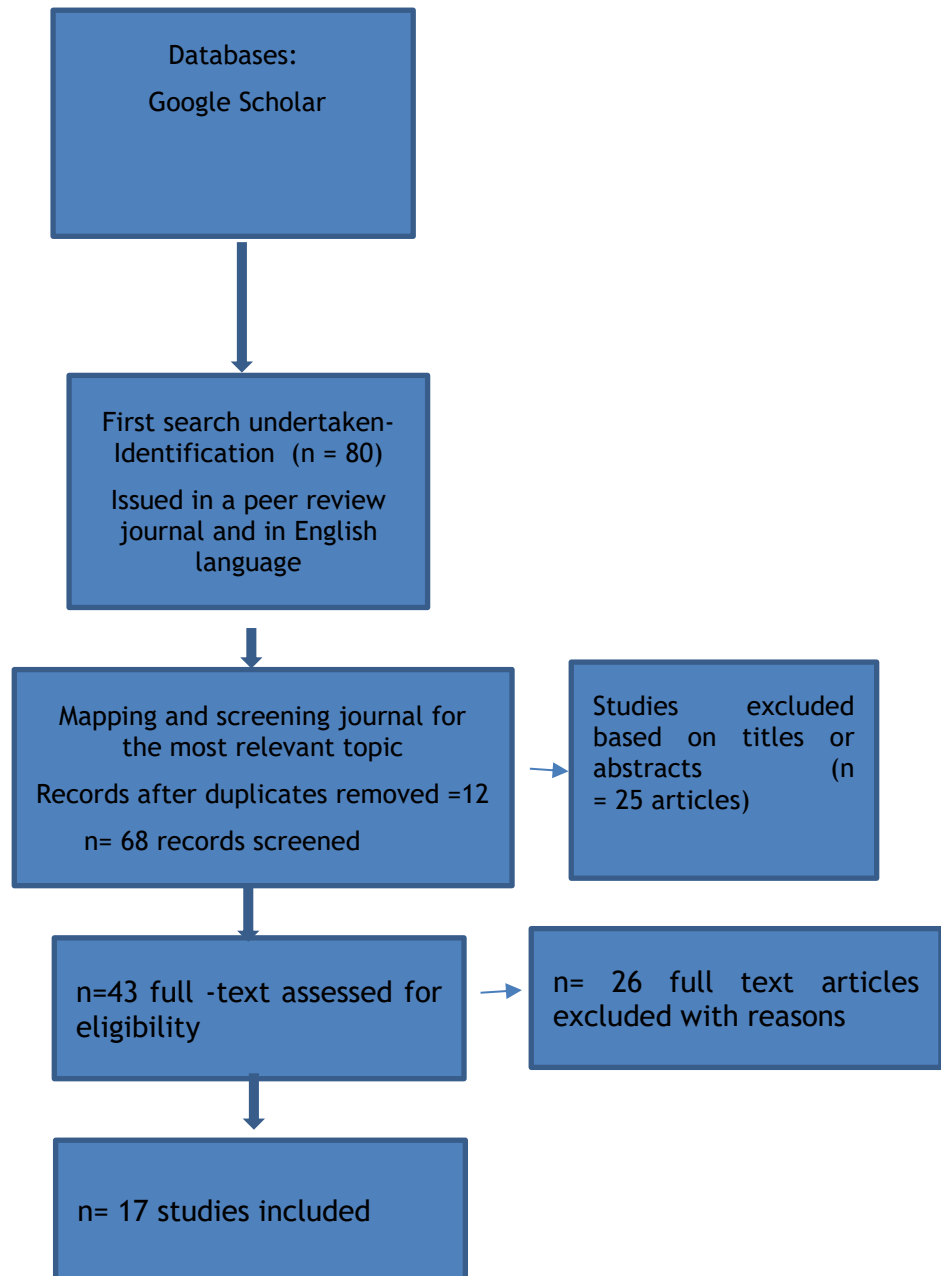 Databases:
Google Scholar
First search undertaken-
Identification (n = 80)
Issued in a peer review
journal and in English
language
Mapping and screening journal for
the most relevant topic
Records after duplicates removed =12
n= 68 records screened
Studies excluded
based on titles or
abstracts (n
= 25 articles)
n=43 full -text assessed for
eligibility
n= 26 full text articles
excluded with reasons
n= 17 studies included